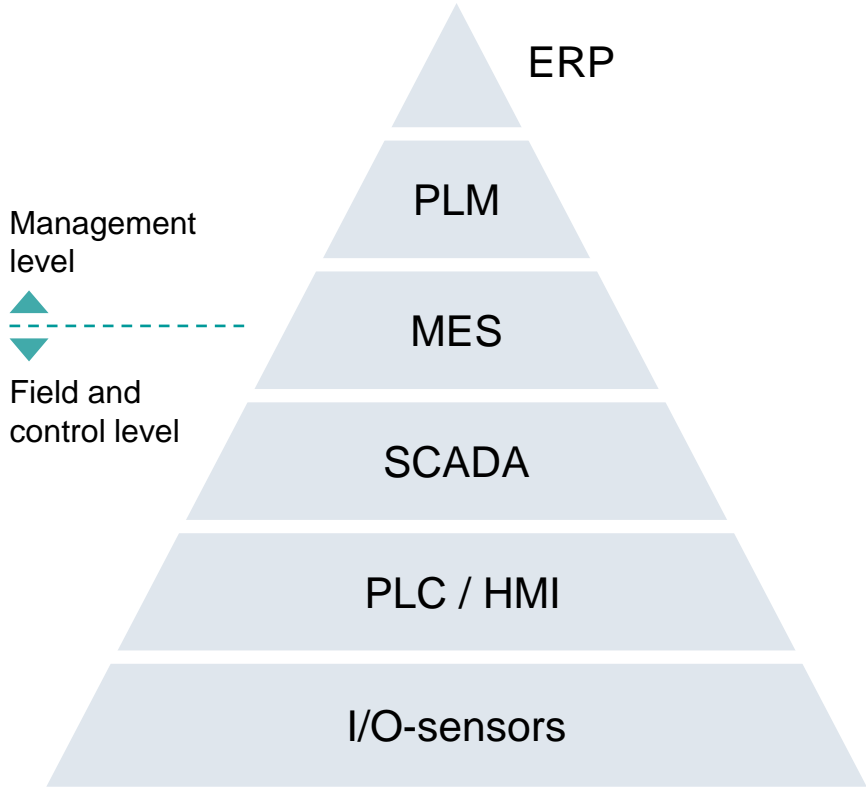 ERP
PLM
Management
level
MES
Field and
control level
SCADA
PLC / HMI
I/O-sensors